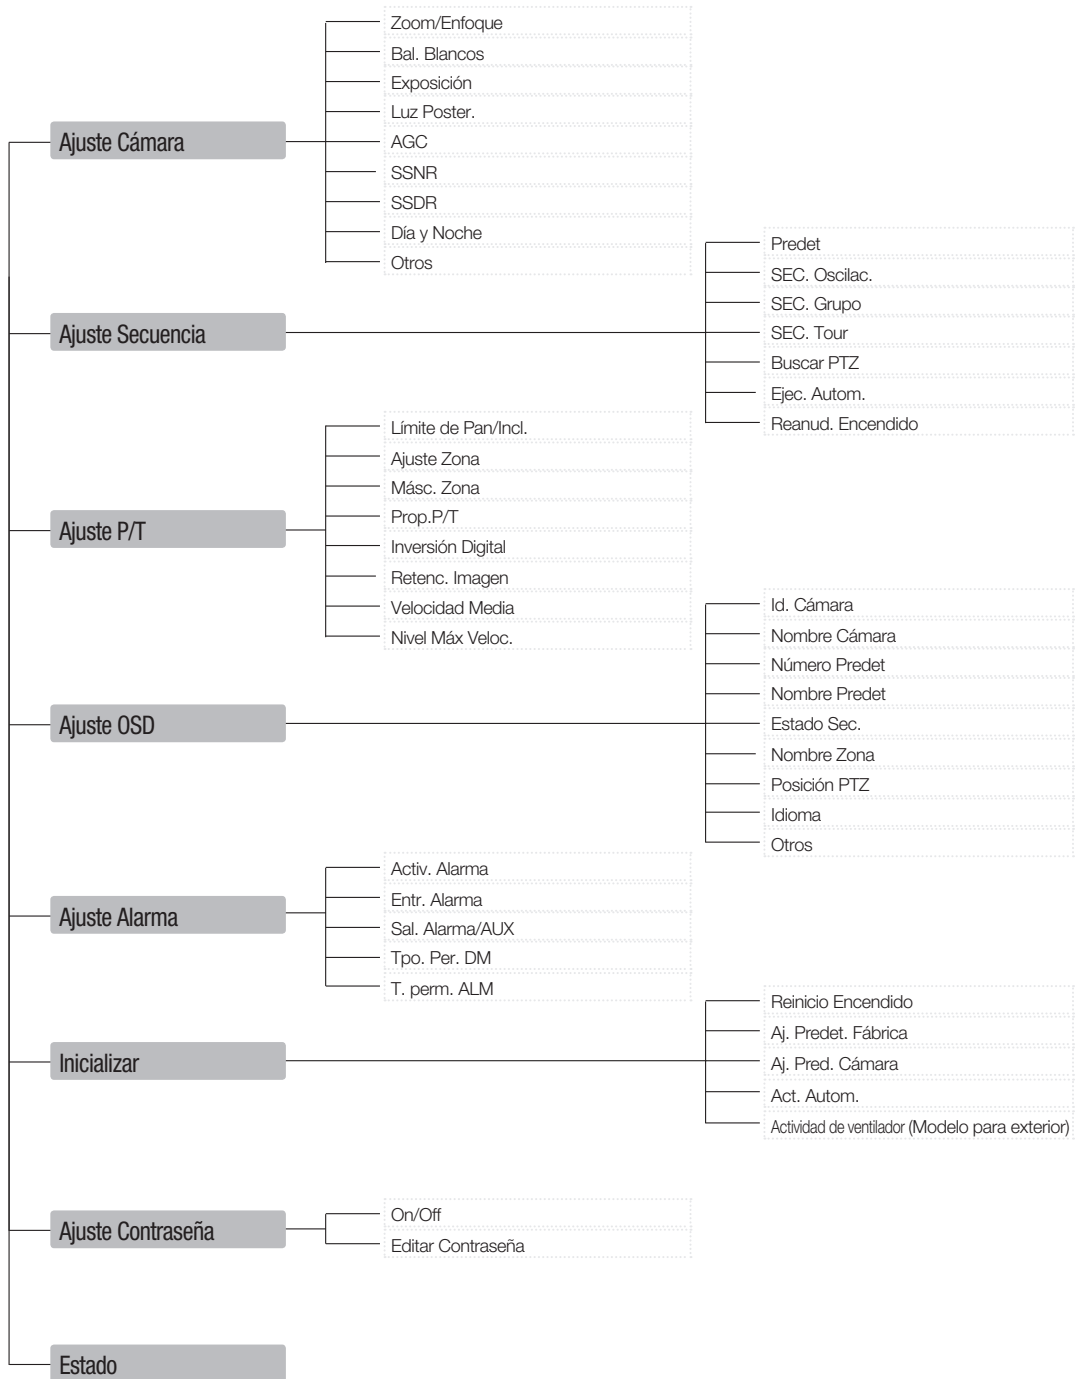 Ajuste Cámara
Zoom/Enfoque
Bal. Blancos
Exposición
Luz Poster.
AGC
SSNR
SSDR
Día y Noche
Otros
Ajuste Secuencia
Predet
SEC. Oscilac.
SEC. Grupo
SEC. Tour
Buscar PTZ
Ejec. Autom.
Reanud. Encendido
Ajuste P/T
Límite de Pan/Incl.
Ajuste Zona
Másc. Zona
Prop.P/T
Inversión Digital
Retenc. Imagen
Velocidad Media
Nivel Máx Veloc.
Ajuste OSD
Id. Cámara
Nombre Cámara
Número Predet
Nombre Predet
Estado Sec.
Nombre Zona
Posición PTZ
Idioma
Otros
Ajuste Alarma
Activ. Alarma
Entr. Alarma
Sal. Alarma/AUX
Tpo. Per. DM
T. perm. ALM
Inicializar
Reinicio Encendido
Aj. Predet. Fábrica
Aj. Pred. Cámara
Act. Autom.
Actividad de ventilador (Modelo para exterior)
Ajuste Contraseña
On/Off
Editar Contraseña
Estado